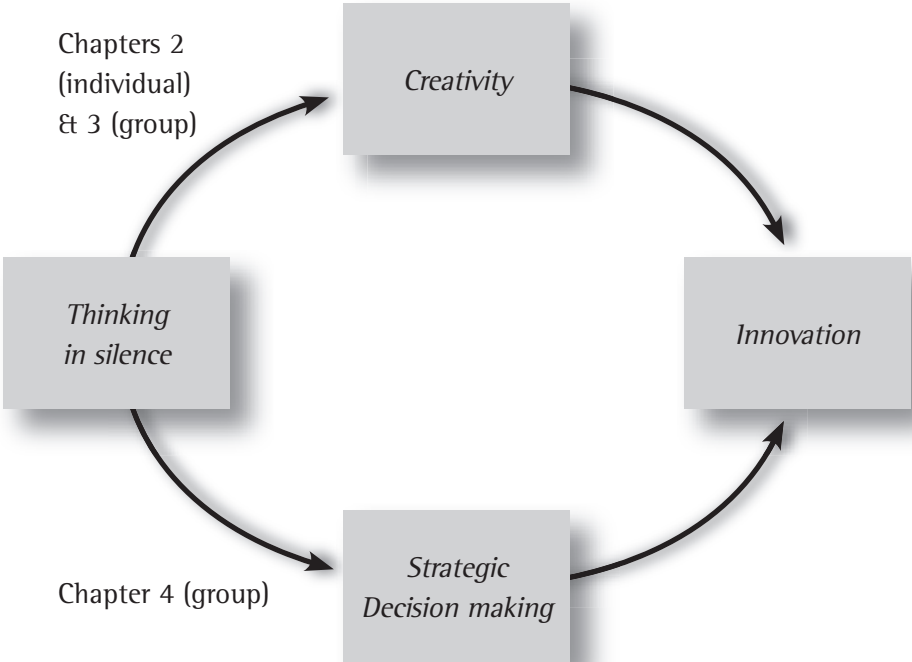 Chapters 2
(individual)
& 3 (group)
Creativity
Thinking
in silence
Innovation
Chapter 4 (group)
Strategic
Decision making